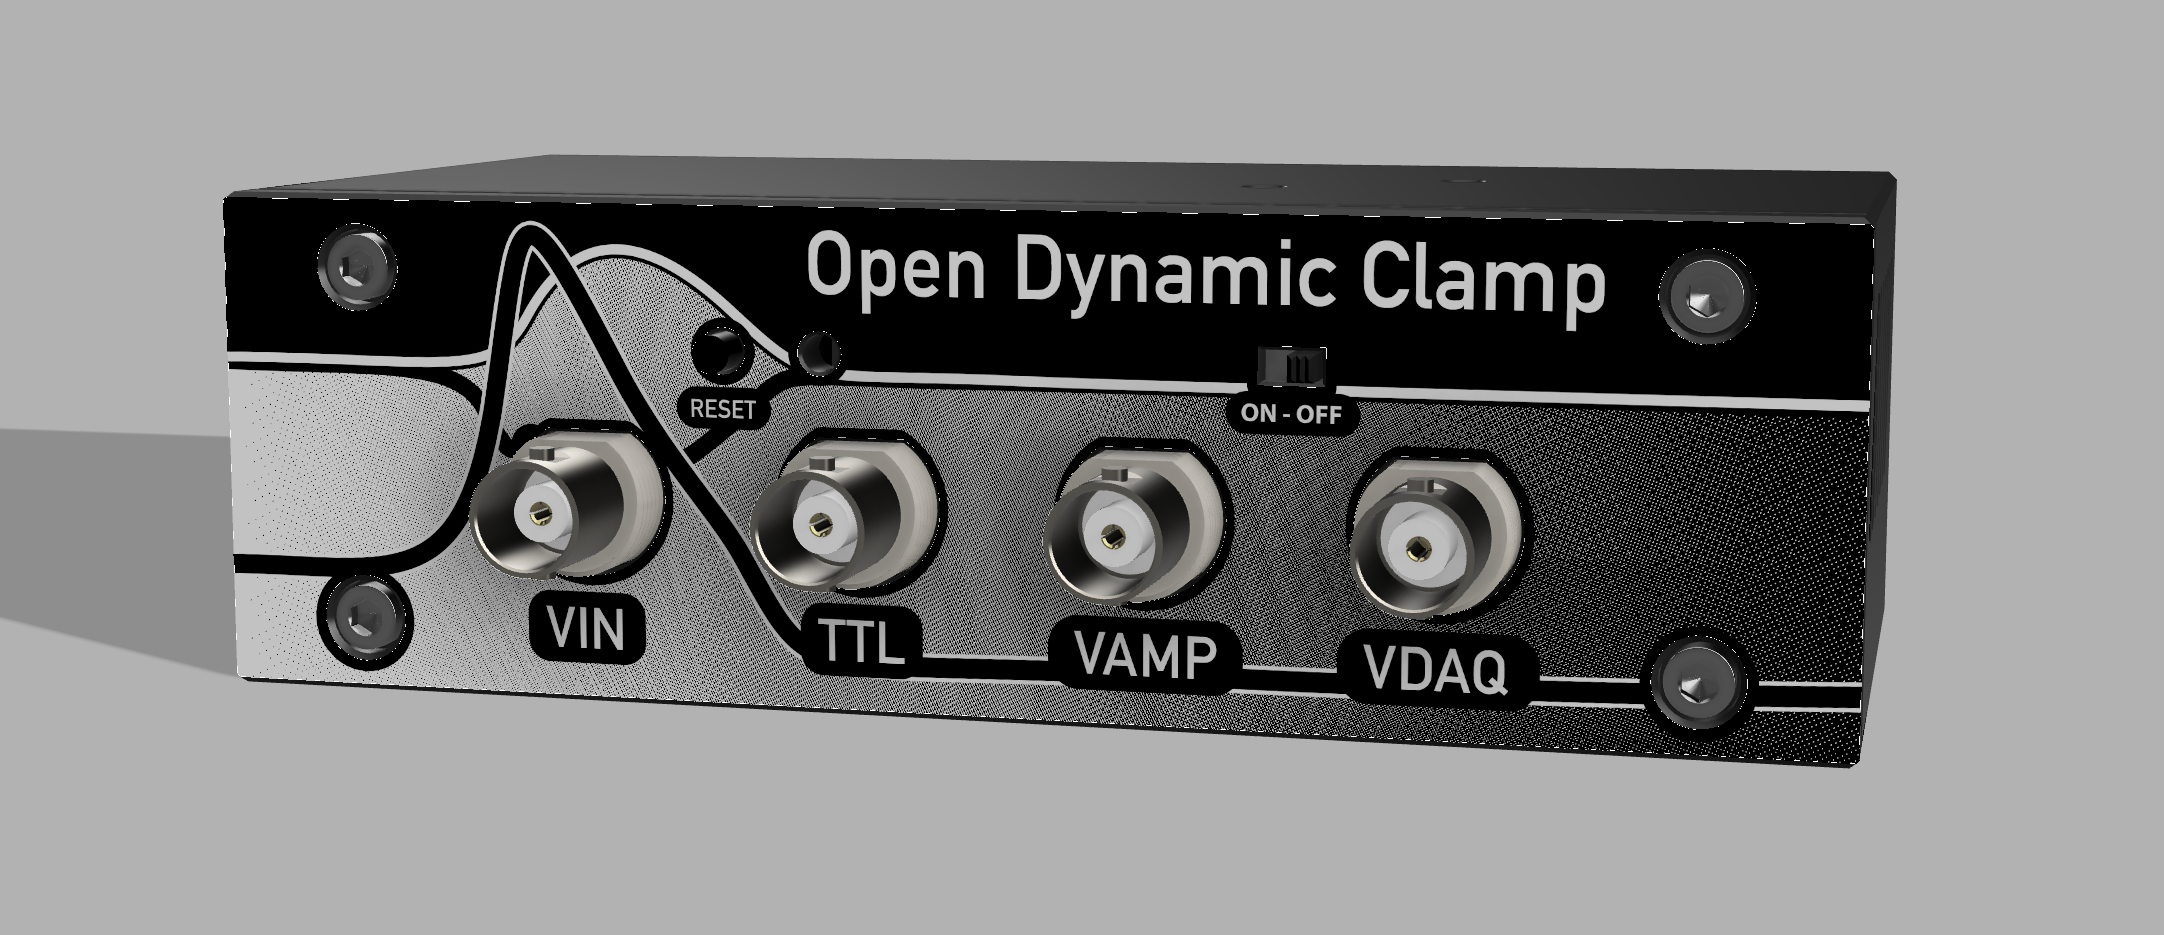 Open Dynamic Clamp
RESET
ON - OFF
VIN
TTL
VAMP
VDAQ